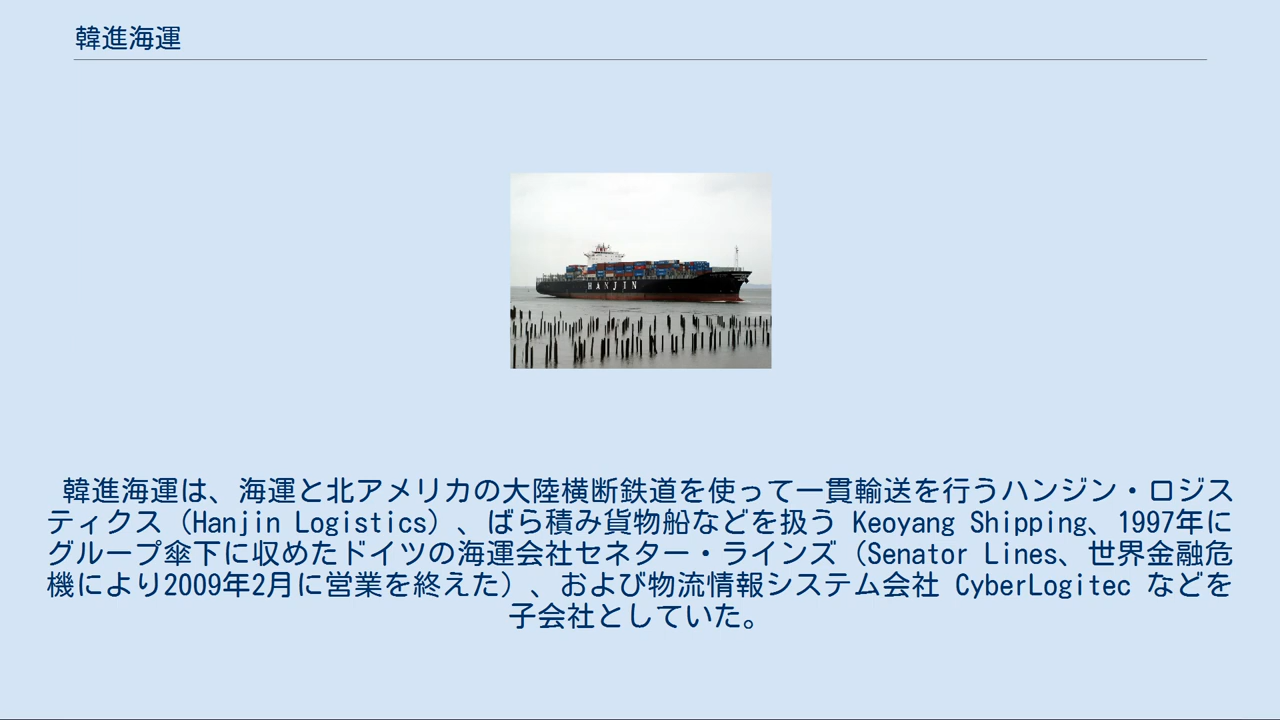 韓進海運
HANJIN
韓進海運は、海運と北アメリカの大陸横断鉄道を使って一貫輸送を行うハンジン・ロジス
ティクス（Hanjin Logistics）、ばら積み貨物船などを扱う Keoyang Shipping、1997年に
グループ傘下に収めたドイツの海運会社セネター・ラインズ（Senator Lines、世界金融危
機により2009年2月に営業を終えた）、および物流情報システム会社 CyberLogitec などを
子会社としていた。